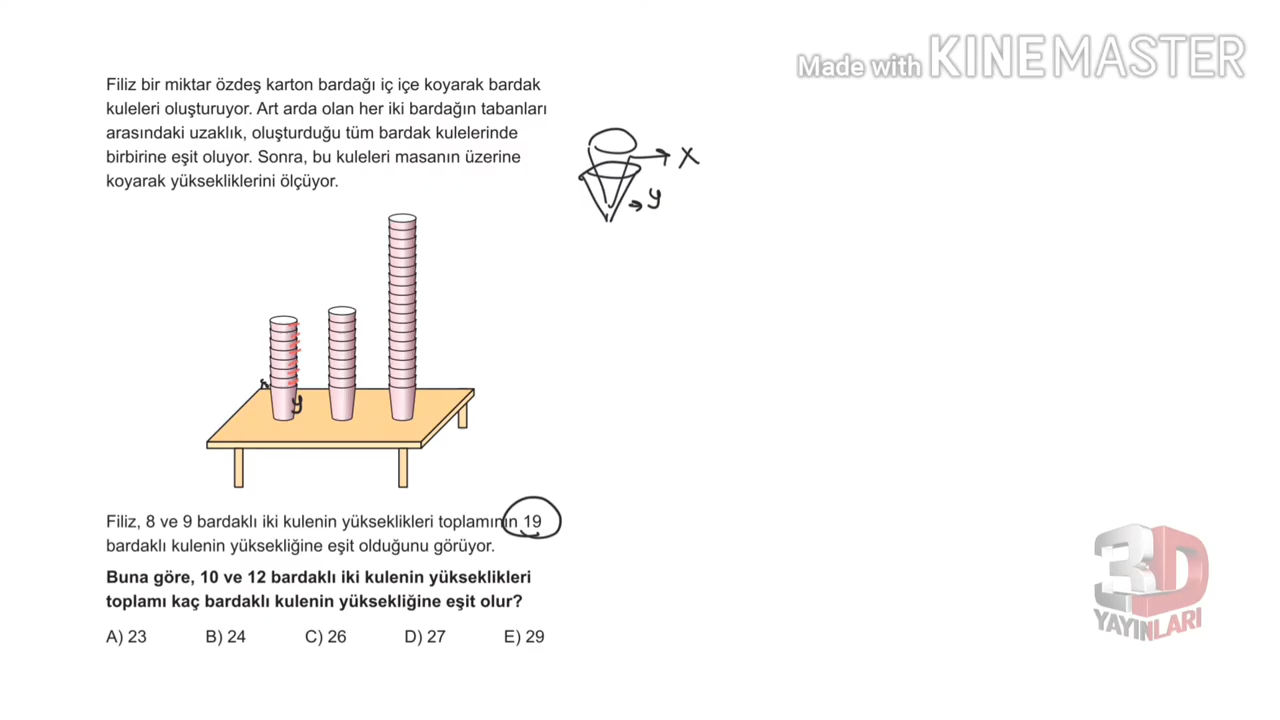 Made with KINEMASTER
Filiz bir miktar özdeş karton bardağı iç içe koyarak bardak
kuleleri oluşturuyor. Art arda olan her iki bardağın tabanları
arasındaki uzaklık, oluşturduğu tüm bardak kulelerinde
birbirine eşit oluyor. Sonra, bu kuleleri masanın üzerine
koyarak yüksekliklerini ölçüyor.
x
y
y
Filiz, 8 ve 9 bardaklı iki kulenin yükseklikleri toplamının 19
bardaklı kulenin yüksekliğine eşit olduğunu görüyor.
Buna göre, 10 ve 12 bardaklı iki kulenin yükseklikleri
toplamı kaç bardaklı kulenin yüksekliğine eşit olur?
A) 23 B) 24 C) 26 D) 27 E) 29
3D
YAYINLARI